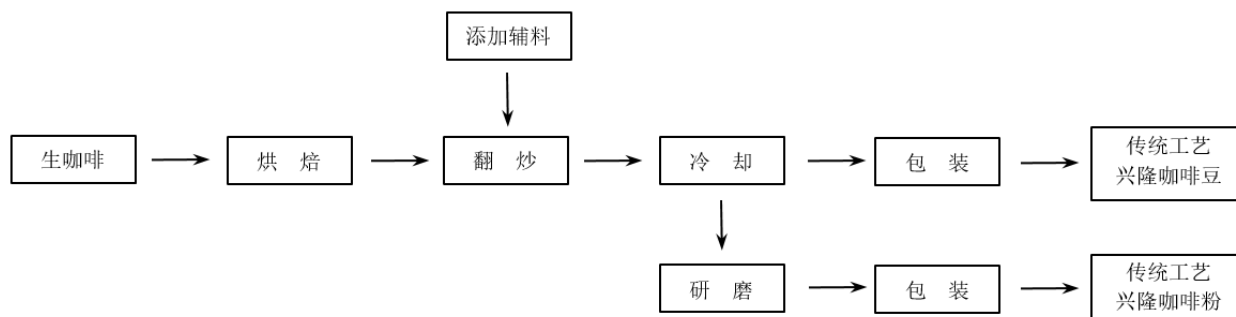 添加辅料
生咖啡
烘 焙
翻 炒
冷 却
包 装
传统工艺
兴隆咖啡豆
研 磨
包 装
传统工艺
兴隆咖啡粉